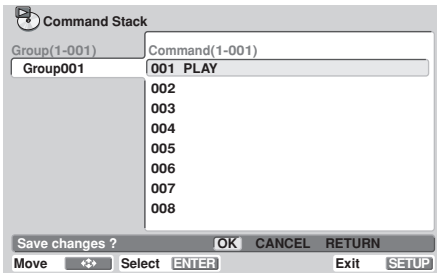 Command Stack
Group(1-001) Command(1-001)
Group001 001 PLAY
002
003
004
005
006
007
008
Save changes ? OK CANCEL RETURN
Move Select ENTER Exit SETUP